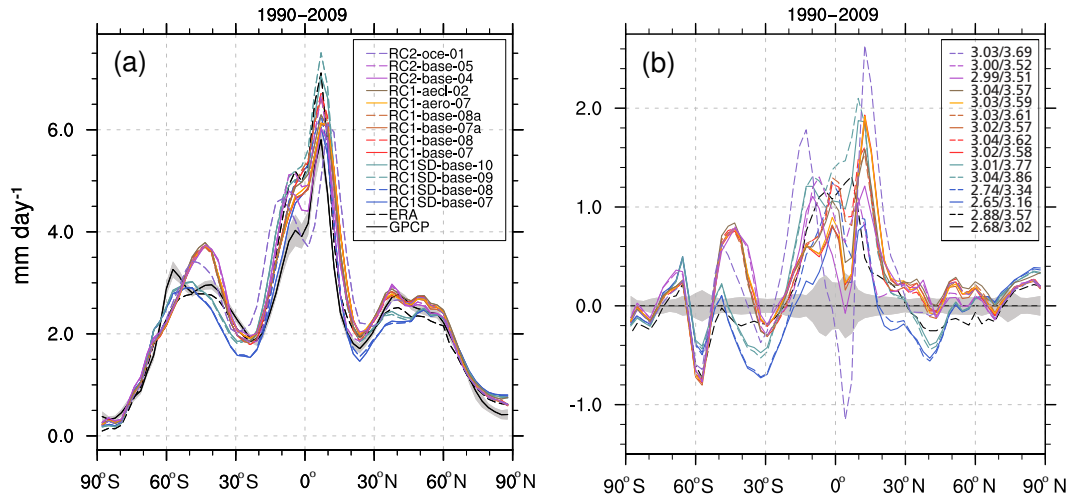 1990−2009
(a)
RC2-oce-01
RC2-base-05
RC2-base-04
RC1-aecl-02
RC1-aero-07
RC1-base-08a
RC1-base-07a
RC1-base-08
RC1-base-07
RC1SD-base-10
RC1SD-base-09
RC1SD-base-08
RC1SD-base-07
ERA
GPCP
mm day⁻¹
6.0
4.0
2.0
0.0
90°S 60°S 30°S 0° 30°N 60°N 90°N
1990−2009
(b)
3.03/3.69
3.00/3.52
2.99/3.51
3.04/3.57
3.03/3.59
3.03/3.61
3.02/3.57
3.04/3.62
3.02/3.58
3.01/3.77
3.04/3.86
2.74/3.34
2.65/3.16
2.88/3.57
2.68/3.02
2.0
1.0
0.0
-1.0
90°S 60°S 30°S 0° 30°N 60°N 90°N